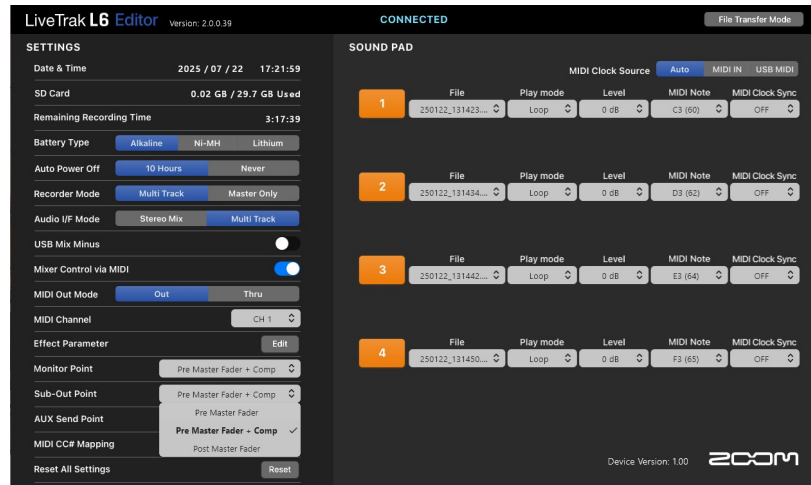 LiveTrak L6 Editor Version: 2.0.0.39 CONNECTED File Transfer Mode
SETTINGS
Date & Time 2025 / 07 / 22 17:21:59
SD Card 0.02 GB / 29.7 GB Used
Remaining Recording Time 3:17:39
Battery Type Alkaline Ni-MH Lithium
Auto Power Off 10 Hours Never
Recorder Mode Multi Track Master Only
Audio I/F Mode Stereo Mix Multi Track
USB Mix Minus
Mixer Control via MIDI
MIDI Out Mode Out Thru
MIDI Channel CH 1
Effect Parameter Edit
Monitor Point Pre Master Fader + Comp
Sub-Out Point Pre Master Fader + Comp
Pre Master Fader
AUX Send Point
Pre Master Fader + Comp
MIDI CC# Mapping
Post Master Fader
Reset All Settings Reset
SOUND PAD
MIDI Clock Source Auto MIDI IN USB MIDI
File Play mode Level MIDI Note MIDI Clock Sync
1 250122_131423.... Loop 0 dB C3 (60) OFF
File Play mode Level MIDI Note MIDI Clock Sync
2 250122_131434.... Loop 0 dB D3 (62) OFF
File Play mode Level MIDI Note MIDI Clock Sync
3 250122_131442.... Loop 0 dB E3 (64) OFF
File Play mode Level MIDI Note MIDI Clock Sync
4 250122_131450.... Loop 0 dB F3 (65) OFF
Device Version: 1.00 ZOOM